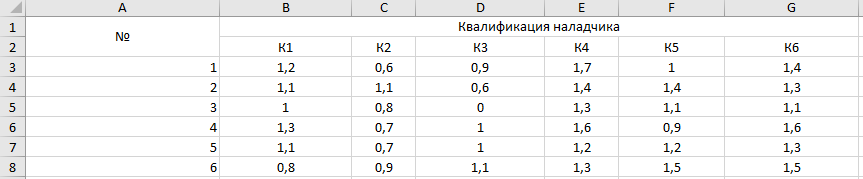 A B C D E F G
1 № Квалификация наладчика
2 К1 К2 К3 К4 К5 К6
3 1 1,2 0,6 0,9 1,7 1 1,4
4 2 1,1 1,1 0,6 1,4 1,4 1,3
5 3 1 0,8 0 1,3 1,1 1,1
6 4 1,3 0,7 1 1,6 0,9 1,6
7 5 1,1 0,7 1 1,2 1,2 1,3
8 6 0,8 0,9 1,1 1,3 1,5 1,5